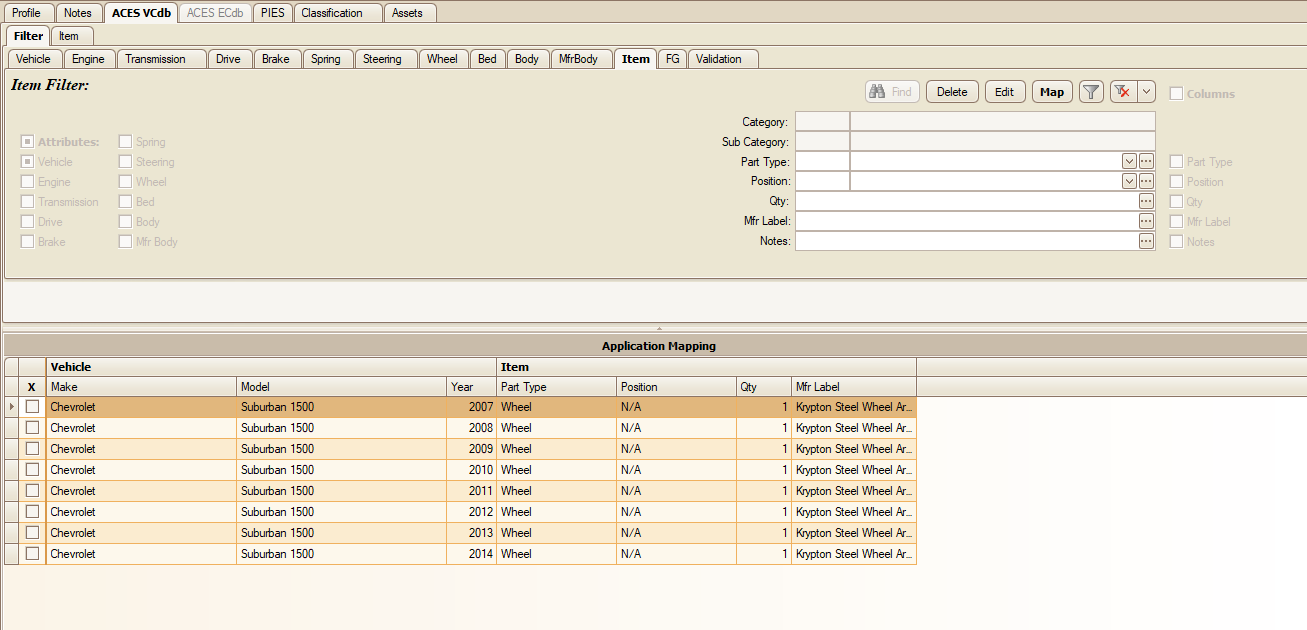 Profile Notes ACES VCdb ACES ECdb PIES Classification Assets
Filter Item
Vehicle Engine Transmission Drive Brake Spring Steering Wheel Bed Body MfrBody Item FG Validation
Item Filter:
Find Delete Edit Map Columns
Category:
Sub Category:
Attributes: Spring
Vehicle Steering Part Type: ... Part Type
Engine Wheel Position: ... Position
Transmission Bed Qty: ... Qty
Drive Body Mfr Label: ... Mfr Label
Brake Mfr Body Notes: ... Notes
Application Mapping
Vehicle Item
X Make Model Year Part Type Position Qty Mfr Label
Chevrolet Suburban 1500 2007 Wheel N/A 1 Krypton Steel Wheel Ar...
Chevrolet Suburban 1500 2008 Wheel N/A 1 Krypton Steel Wheel Ar...
Chevrolet Suburban 1500 2009 Wheel N/A 1 Krypton Steel Wheel Ar...
Chevrolet Suburban 1500 2010 Wheel N/A 1 Krypton Steel Wheel Ar...
Chevrolet Suburban 1500 2011 Wheel N/A 1 Krypton Steel Wheel Ar...
Chevrolet Suburban 1500 2012 Wheel N/A 1 Krypton Steel Wheel Ar...
Chevrolet Suburban 1500 2013 Wheel N/A 1 Krypton Steel Wheel Ar...
Chevrolet Suburban 1500 2014 Wheel N/A 1 Krypton Steel Wheel Ar...